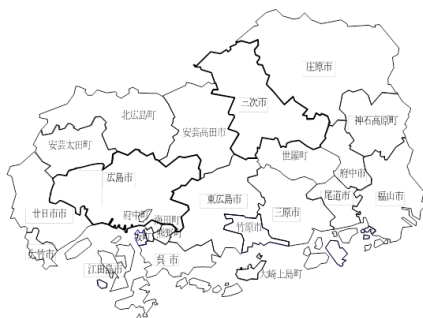 庄原市
三次市
北広島町
神石高原町
安芸高田市
安芸太田町
世羅町
府中市
広島市
東広島市
尾道市
福山市
廿日市市
府中町
海田町
三原市
竹原市
熊野町
大竹市
呉市
江田島市
大崎上島町